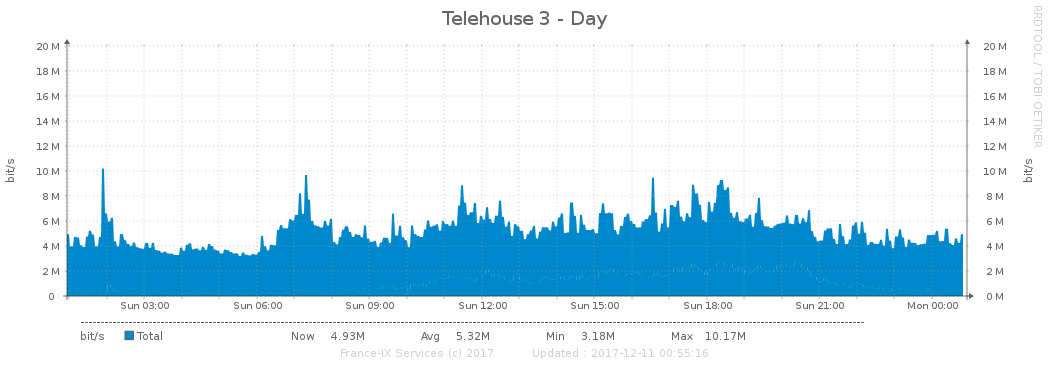 Telehouse 3 - Day
RRDTOOL / TOBI OETIKER
20 M 20 M
18 M 18 M
16 M 16 M
14 M 14 M
12 M 12 M
10 M 10 M
8 M 8 M
6 M 6 M
4 M 4 M
2 M 2 M
0 0 M
bit/s bit/s
Sun 03:00 Sun 06:00 Sun 09:00 Sun 12:00 Sun 15:00 Sun 18:00 Sun 21:00 Mon 00:00
bit/s Total Now 4.93M Avg 5.32M Min 3.18M Max 10.17M
France-IX Services (c) 2017 Updated : 2017-12-11 00:55:16